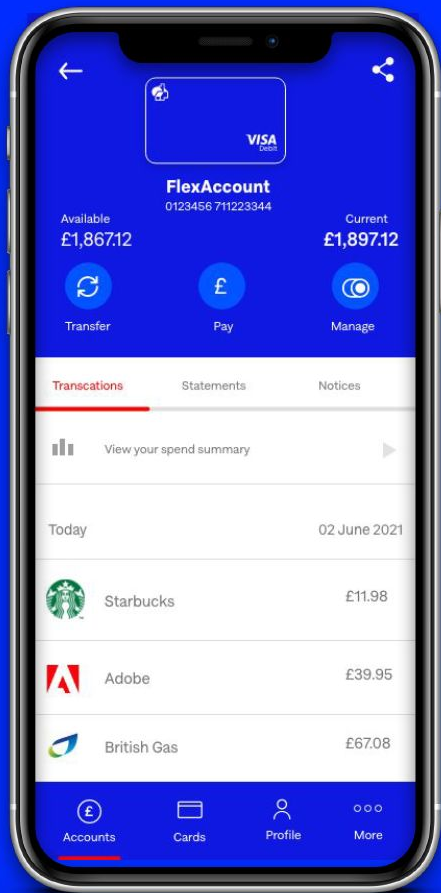 VISA
Debit
FlexAccount
0123456 711223344
Available
£1,867.12
Current
£1,897.12
£
Transfer
Pay
Manage
Transcations
Statements
Notices
View your spend summary
Today
02 June 2021
Starbucks
£11.98
Adobe
£39.95
British Gas
£67.08
£
Accounts
Cards
Profile
More